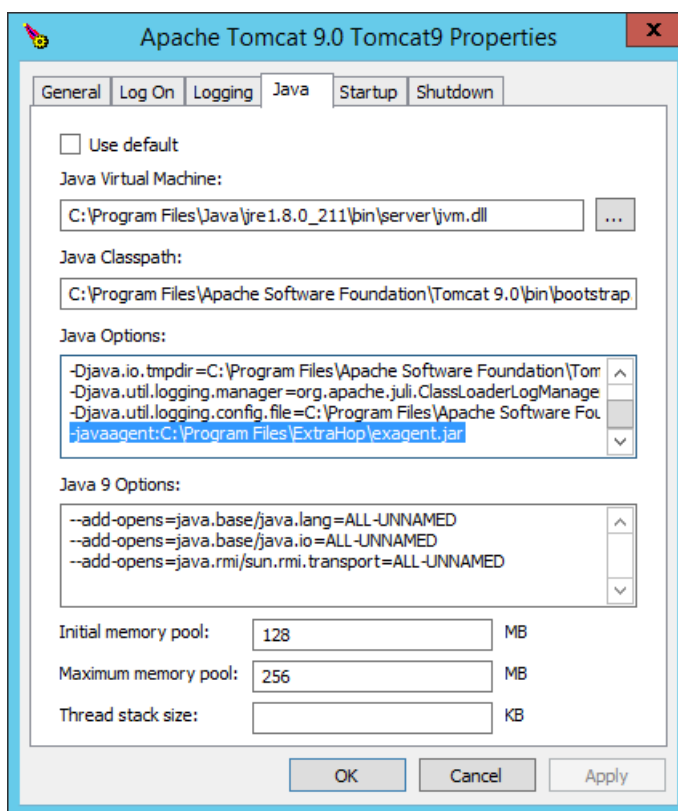 Apache Tomcat 9.0 Tomcat9 Properties
x
General Log On Logging Java Startup Shutdown
Use default
Java Virtual Machine:
C:\Program Files\Java\jre1.8.0_211\bin\server\jvm.dll
...
Java Classpath:
C:\Program Files\Apache Software Foundation\Tomcat 9.0\bin\bootstrap
Java Options:
-Djava.io.tmpdir=C:\Program Files\Apache Software Foundation\Tom
-Djava.util.logging.manager=org.apache.juli.ClassLoaderLogManage
-Djava.util.logging.config.file=C:\Program Files\Apache Software Fou
-javaagent:C:\Program Files\ExtraHop\exagent.jar
Java 9 Options:
--add-opens=java.base/java.lang=ALL-UNNAMED
--add-opens=java.base/java.io=ALL-UNNAMED
--add-opens=java.rmi/sun.rmi.transport=ALL-UNNAMED
Initial memory pool: 128 MB
Maximum memory pool: 256 MB
Thread stack size: KB
OK Cancel Apply